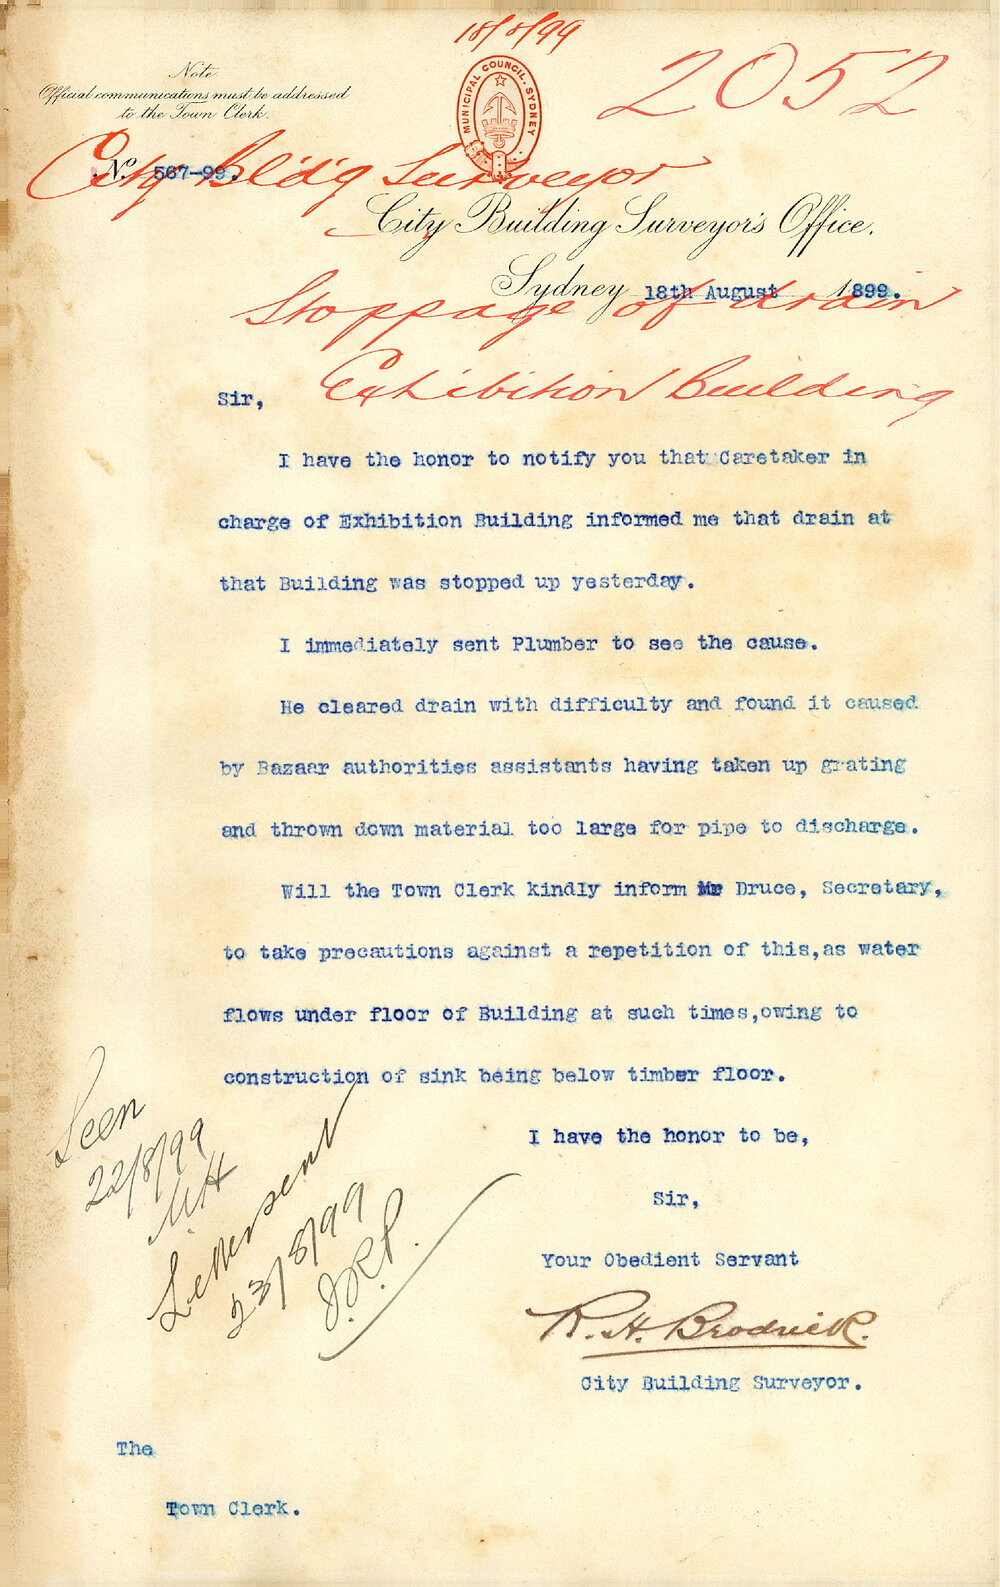 18/8/99
2052
Note.
Official communications must be addressed
to the Town Clerk.
MUNICIPAL COUNCIL. SYDNEY
No. 567-99.
City Bldg Surveyor
City Building Surveyor's Office.
Sydney 18th August 1899.
Stoppage of drain
Exhibition Building
Sir,
I have the honor to notify you that Caretaker in
charge of Exhibition Building informed me that drain at
that Building was stopped up yesterday.
I immediately sent Plumber to see the cause.
He cleared drain with difficulty and found it caused
by Bazaar authorities assistants having taken up grating
and thrown down material too large for pipe to discharge.
Will the Town Clerk kindly inform Mr Druce, Secretary,
to take precautions against a repetition of this,as water
flows under floor of Building at such times,owing to
construction of sink being below timber floor.
I have the honor to be,
Sir,
Your Obedient Servant
R. H. Brodrick.
City Building Surveyor.
Seen
22/8/99
Letter sent
23/8/99
J.R.P.
The
Town Clerk.